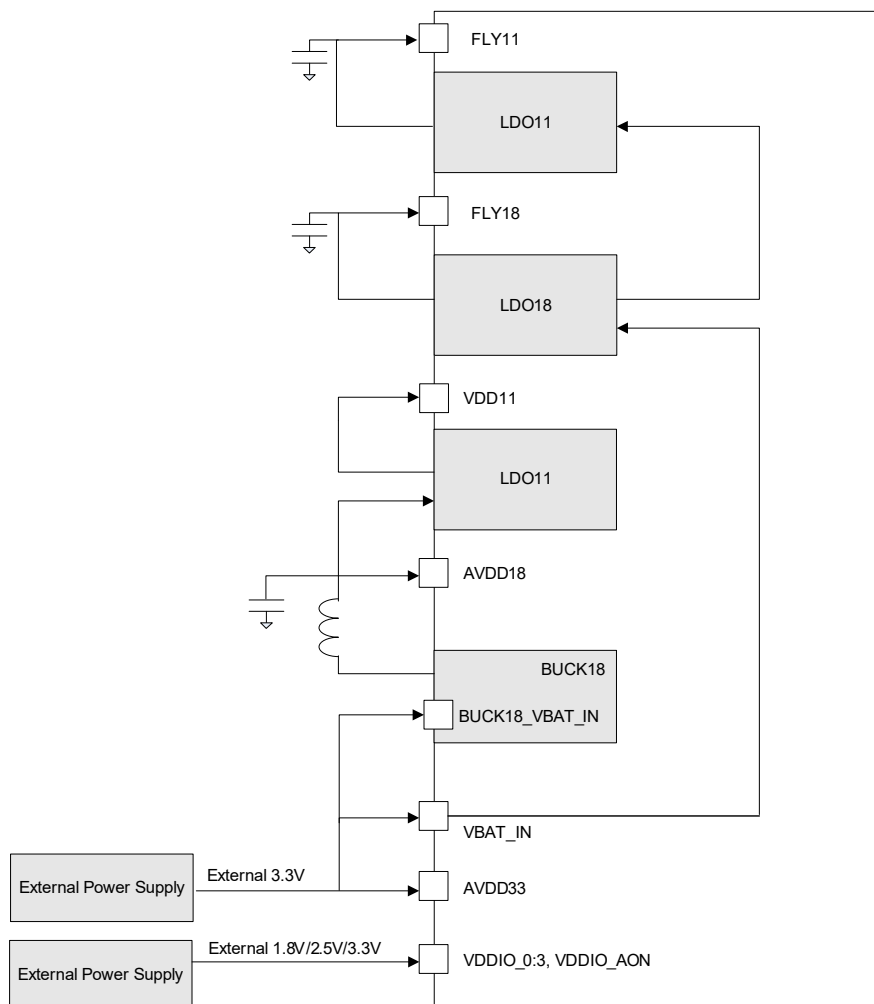 FLY11
LDO11
FLY18
LDO18
VDD11
LDO11
AVDD18
BUCK18
BUCK18_VBAT_IN
VBAT_IN
External Power Supply
External 3.3V
AVDD33
External Power Supply
External 1.8V/2.5V/3.3V
VDDIO_0:3, VDDIO_AON